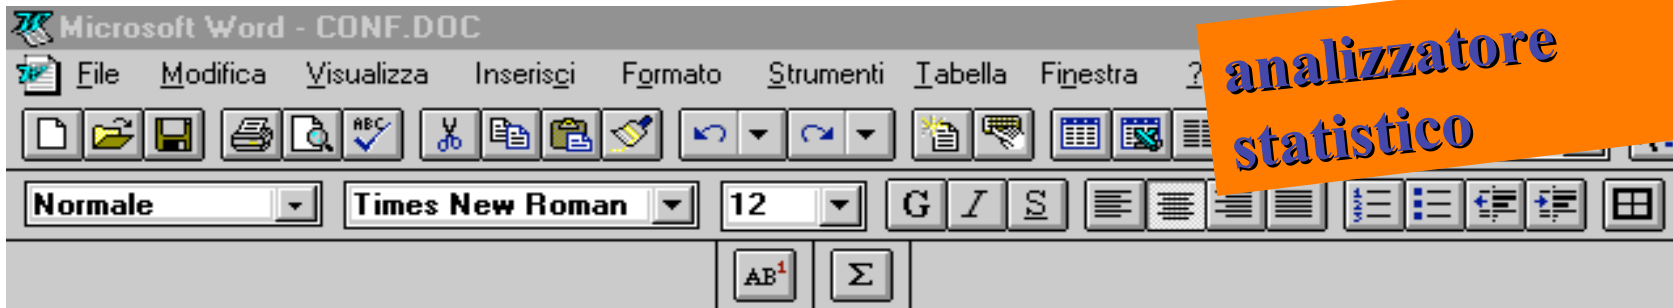 Microsoft Word - CONF.DOC
File Modifica Visualizza Inserisci Formato Strumenti Tabella Finestra ?
analizzatore
statistico
ABC
Normale Times New Roman 12 G I S
AB1 Σ